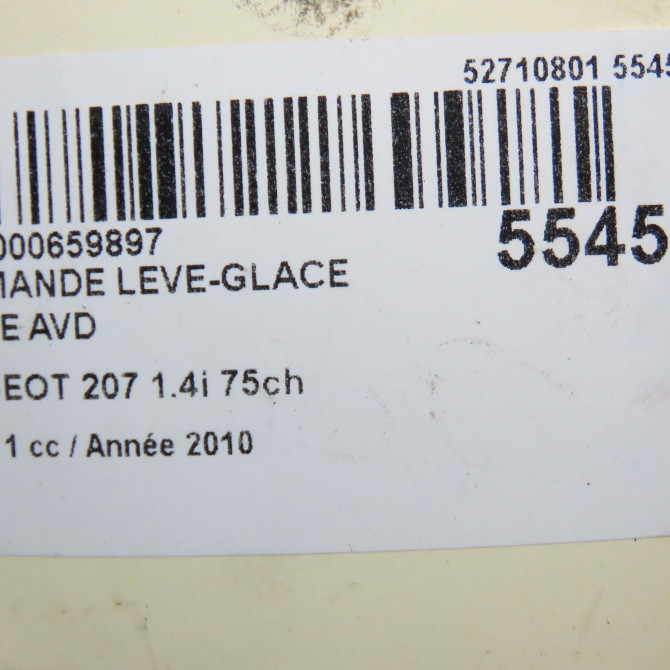 52710801 5545
000659897
5545
MANDE LEVE-GLACE
E AVD
EOT 207 1.4i 75ch
1 cc / Année 2010